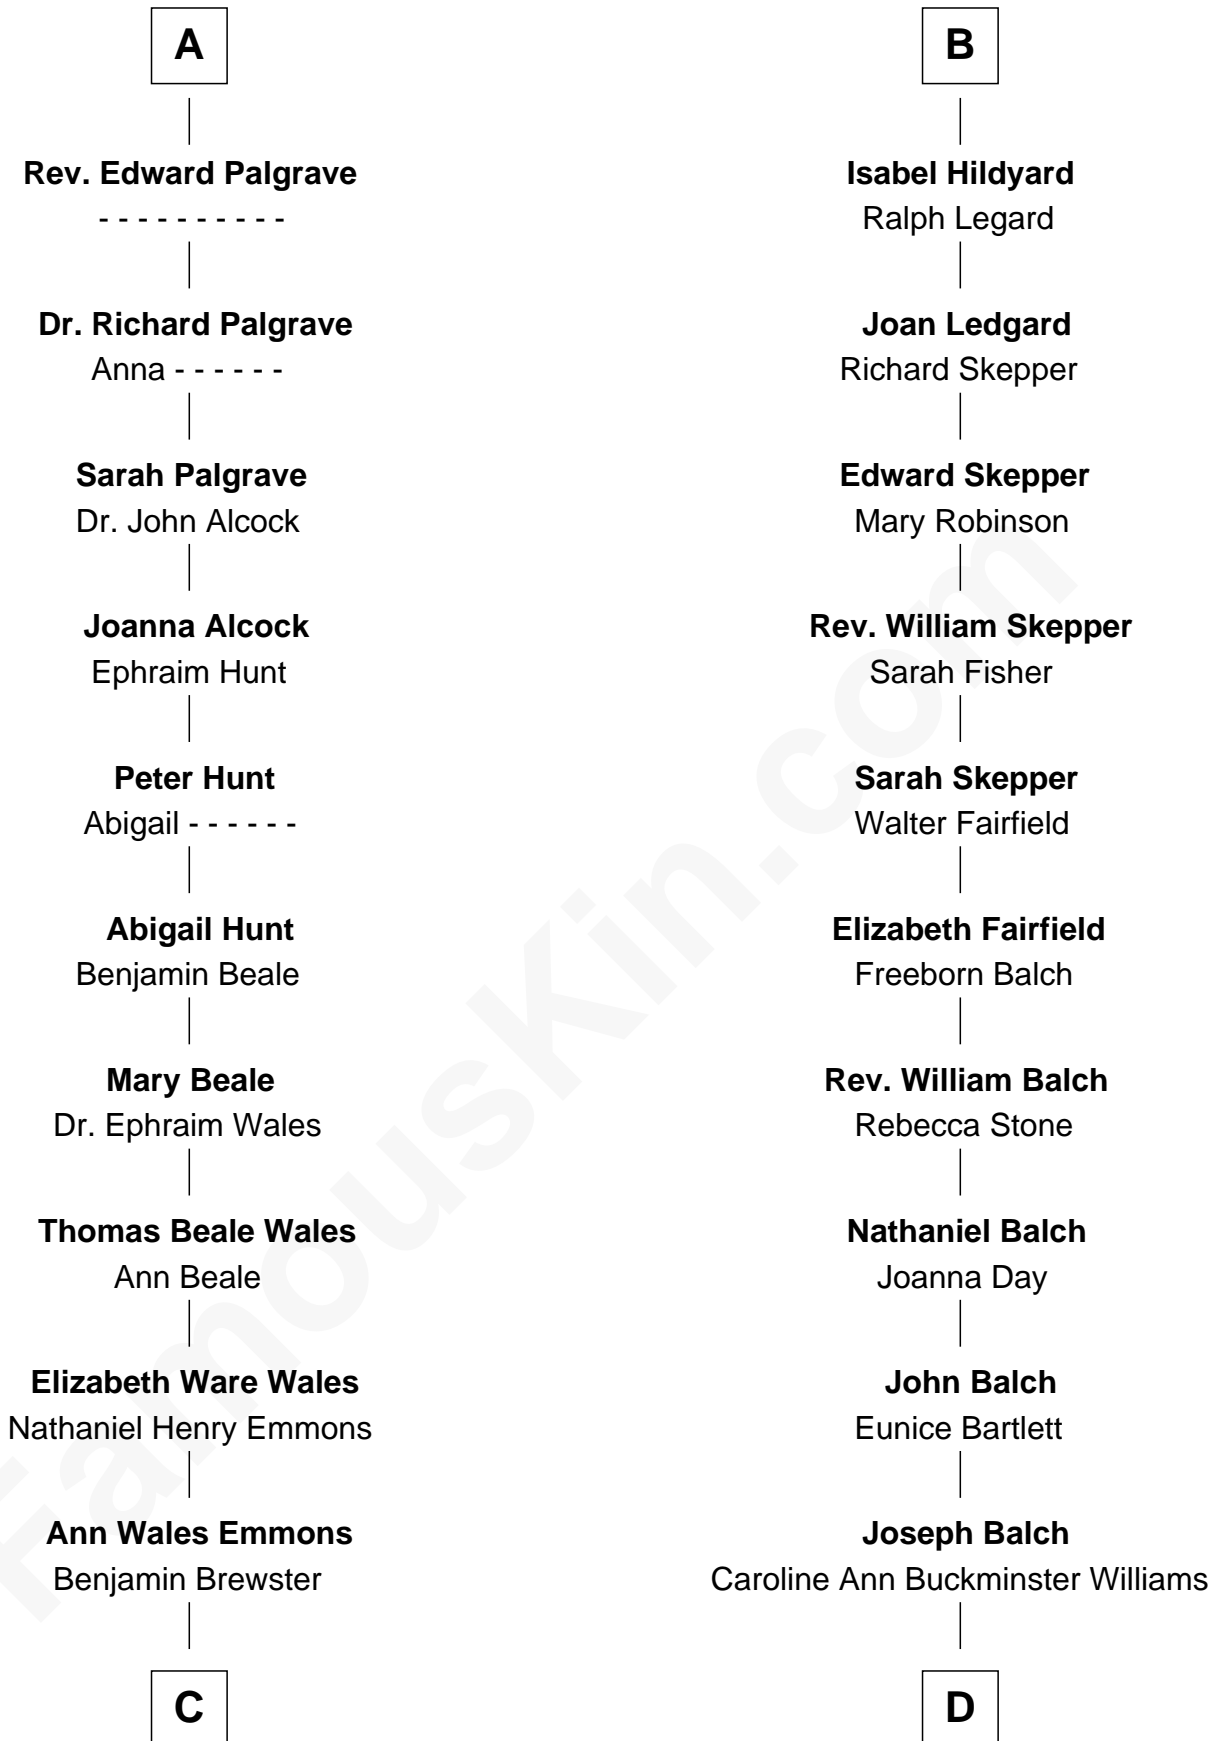 A
Rev. Edward Palgrave
- - - - - - - - - -
Dr. Richard Palgrave
Anna - - - - - -
Sarah Palgrave
Dr. John Alcock
Joanna Alcock
Ephraim Hunt
Peter Hunt
Abigail - - - - - -
Abigail Hunt
Benjamin Beale
Mary Beale
Dr. Ephraim Wales
Thomas Beale Wales
Ann Beale
Elizabeth Ware Wales
Nathaniel Henry Emmons
Ann Wales Emmons
Benjamin Brewster
C
B
Isabel Hildyard
Ralph Legard
Joan Ledgard
Richard Skepper
Edward Skepper
Mary Robinson
Rev. William Skepper
Sarah Fisher
Sarah Skepper
Walter Fairfield
Elizabeth Fairfield
Freeborn Balch
Rev. William Balch
Rebecca Stone
Nathaniel Balch
Joanna Day
John Balch
Eunice Bartlett
Joseph Balch
Caroline Ann Buckminster Williams
D
FamousKin.com